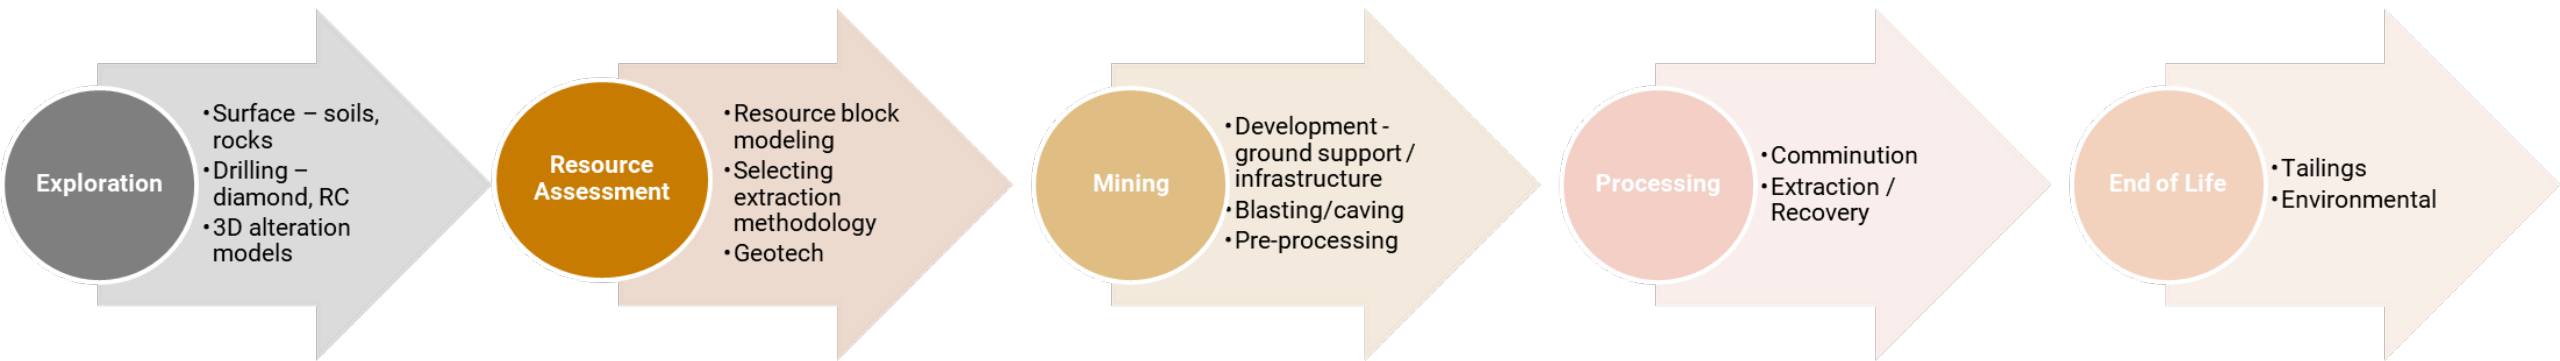 Exploration
•Surface – soils,
rocks
•Drilling –
diamond, RC
•3D alteration
models
Resource
Assessment
•Resource block
modeling
•Selecting
extraction
methodology
•Geotech
Mining
•Development -
ground support /
infrastructure
•Blasting/caving
•Pre-processing
Processing
•Comminution
•Extraction /
Recovery
End of Life
•Tailings
•Environmental